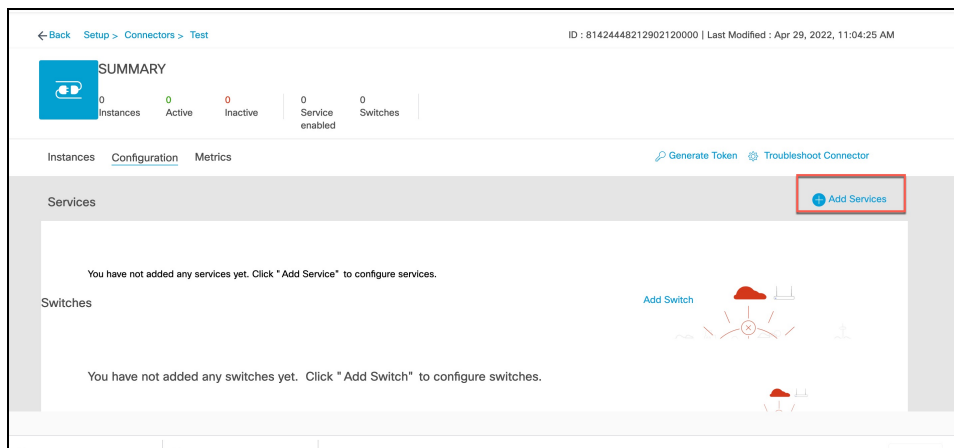 Back Setup > Connectors > Test
ID : 81424448212902120000 | Last Modified : Apr 29, 2022, 11:04:25 AM
SUMMARY
0 0 0 0 0
Instances Active Inactive Service enabled Switches
Instances Configuration Metrics
Generate Token Troubleshoot Connector
Services
Add Services
You have not added any services yet. Click "Add Service" to configure services.
Switches
Add Switch
You have not added any switches yet. Click "Add Switch" to configure switches.